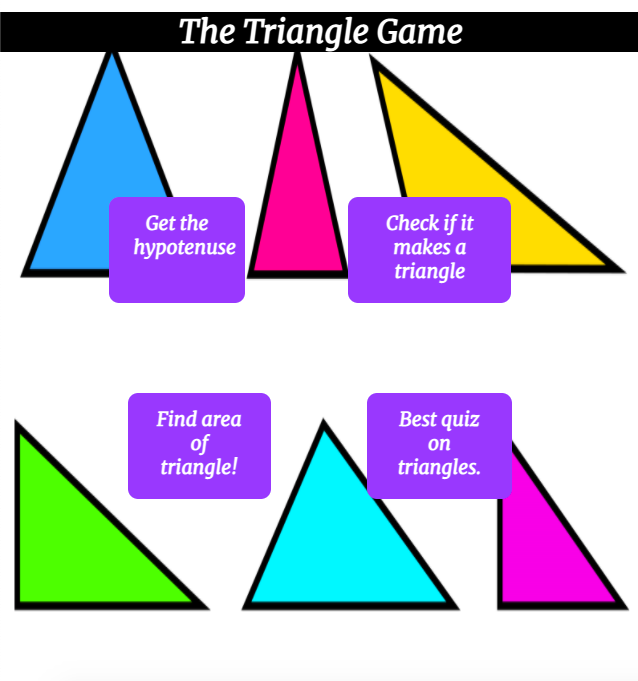 The Triangle Game
Get the
hypotenuse
Check if it
makes a
triangle
Find area
of
triangle!
Best quiz
on
triangles.